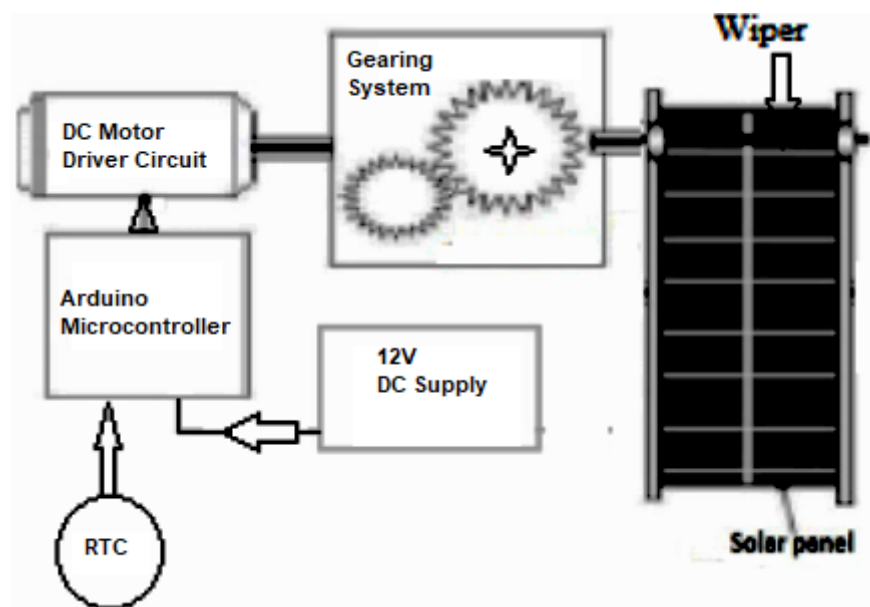 Wiper
Gearing
System
DC Motor
Driver Circuit
Arduino
Microcontroller
12V
DC Supply
Solar panel
RTC